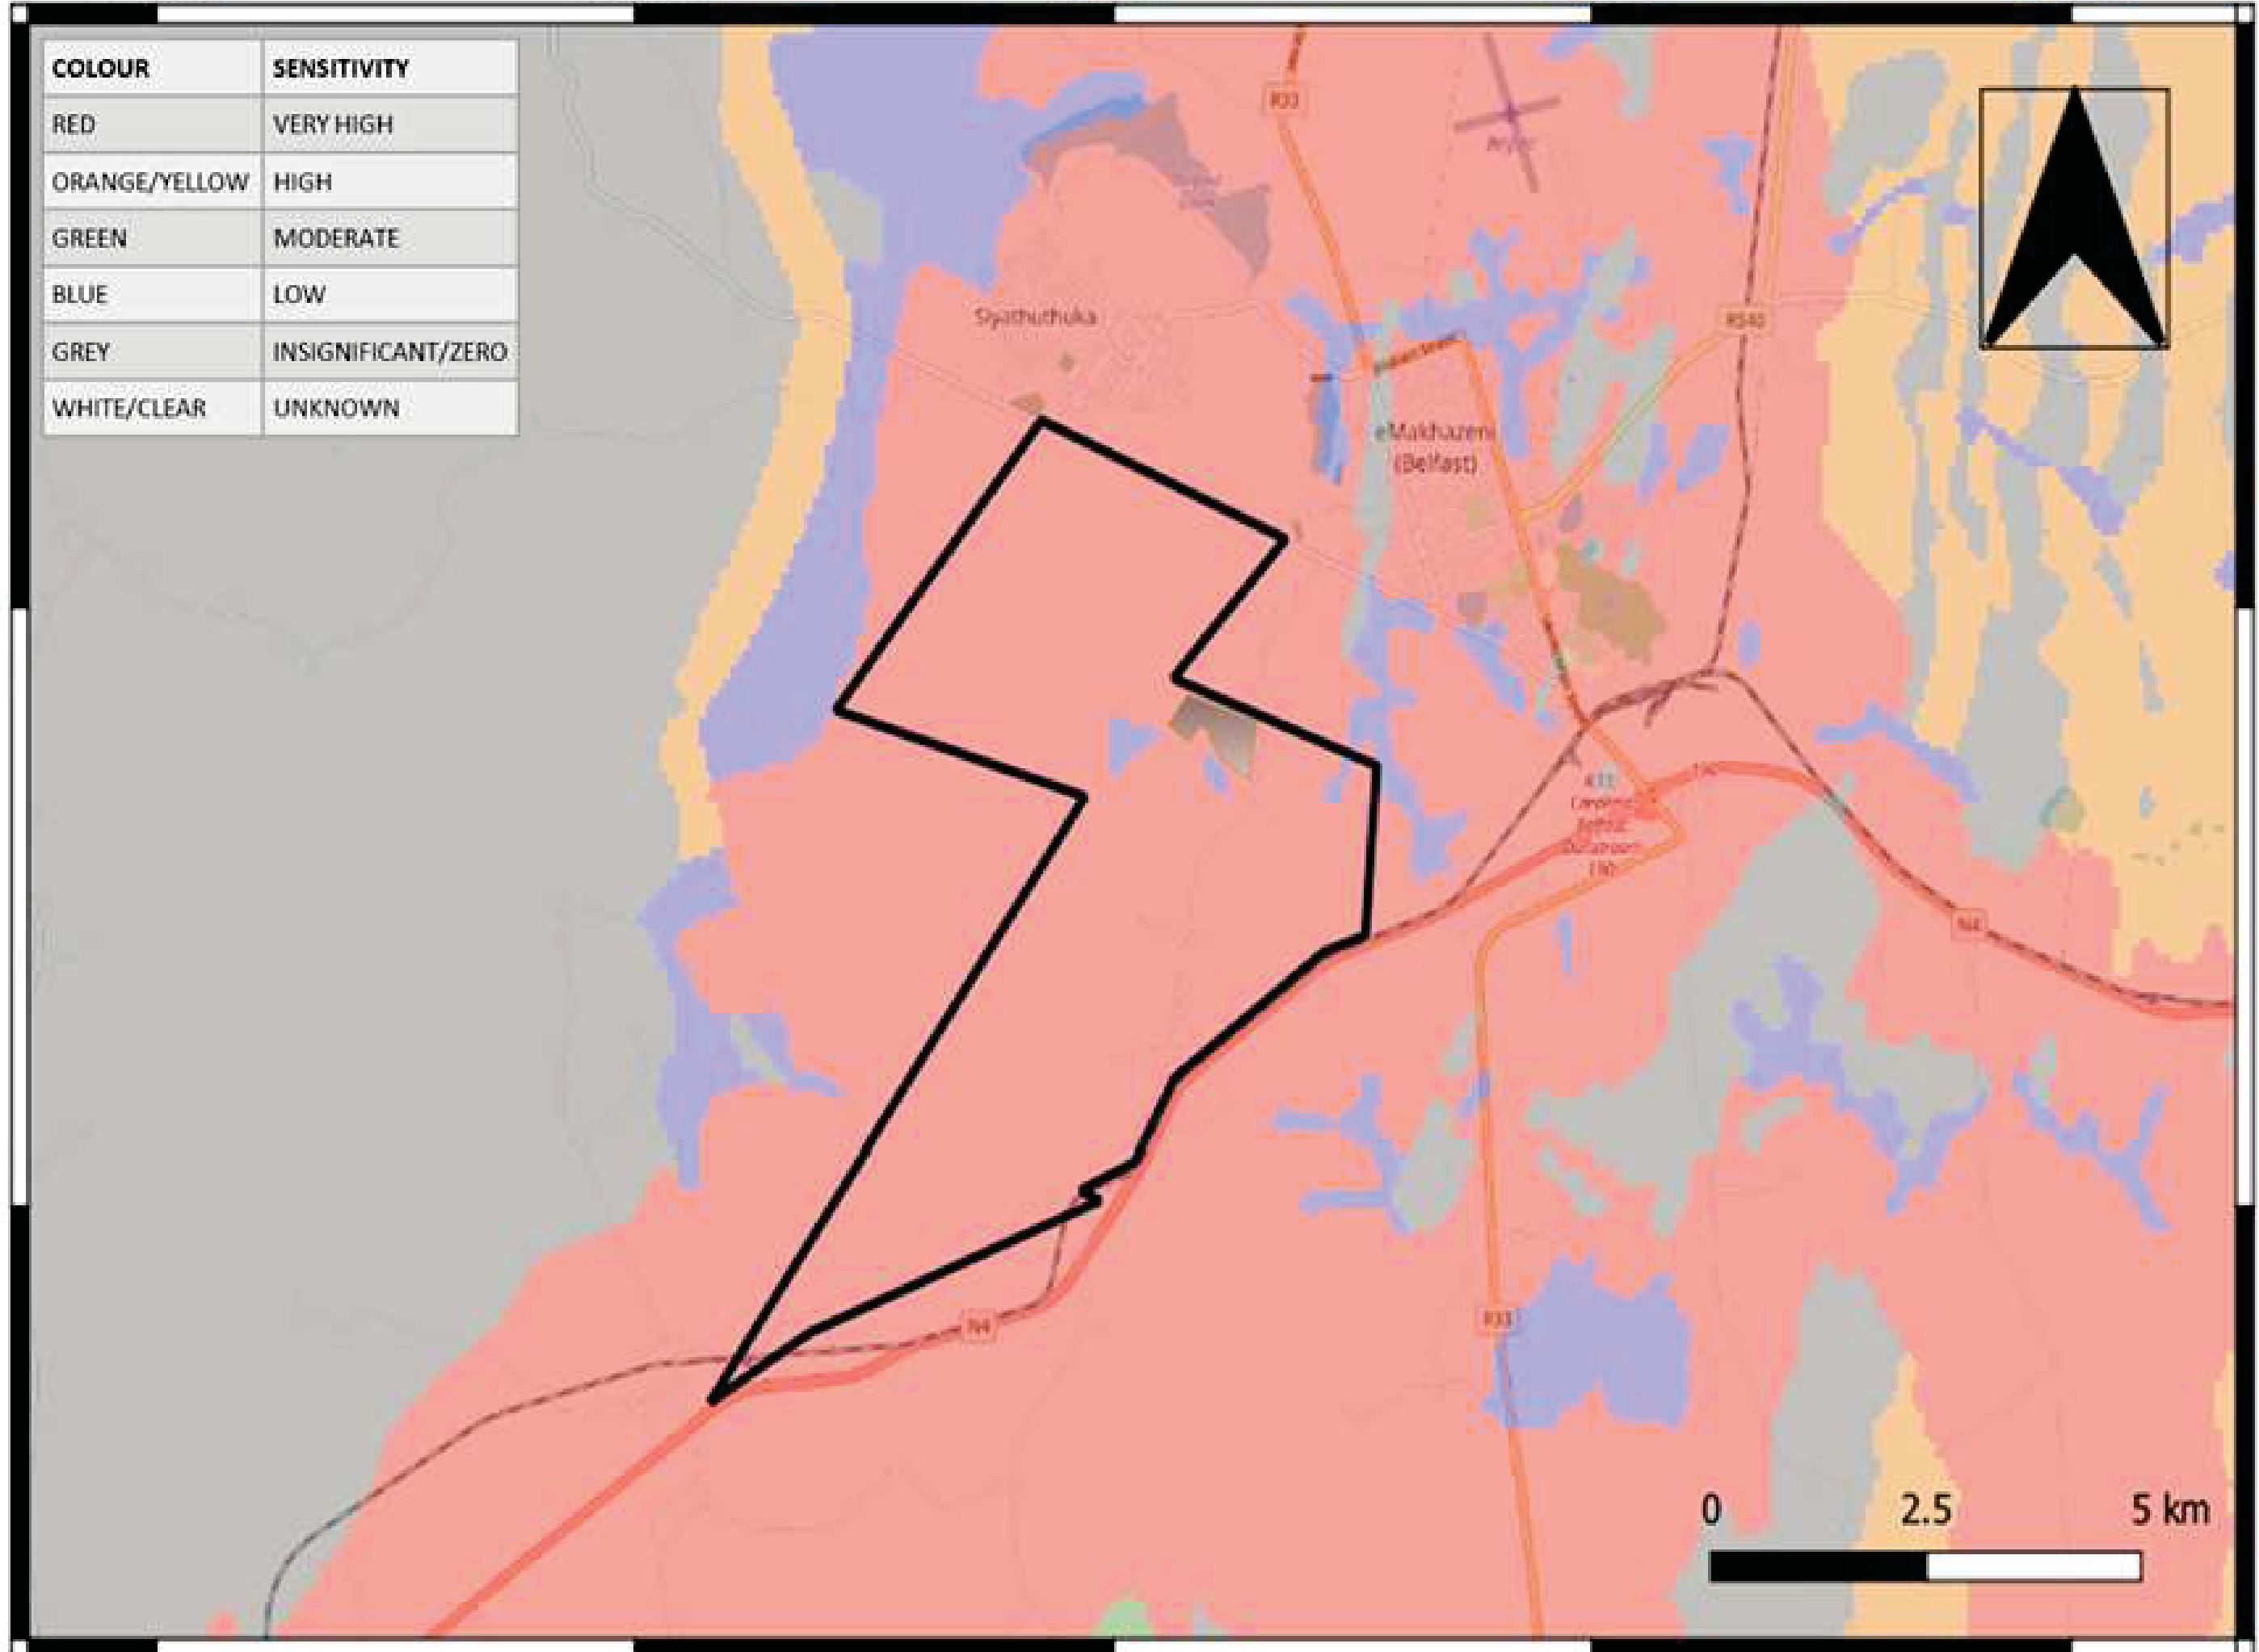 COLOUR SENSITIVITY
RED VERY HIGH
ORANGE/YELLOW HIGH
GREEN MODERATE
BLUE LOW
GREY INSIGNIFICANT/ZERO
WHITE/CLEAR UNKNOWN
R33
Siyathuthuka
R540
eMakhazeni
(Belfast)
N4
N4
R33
0 2.5 5 km